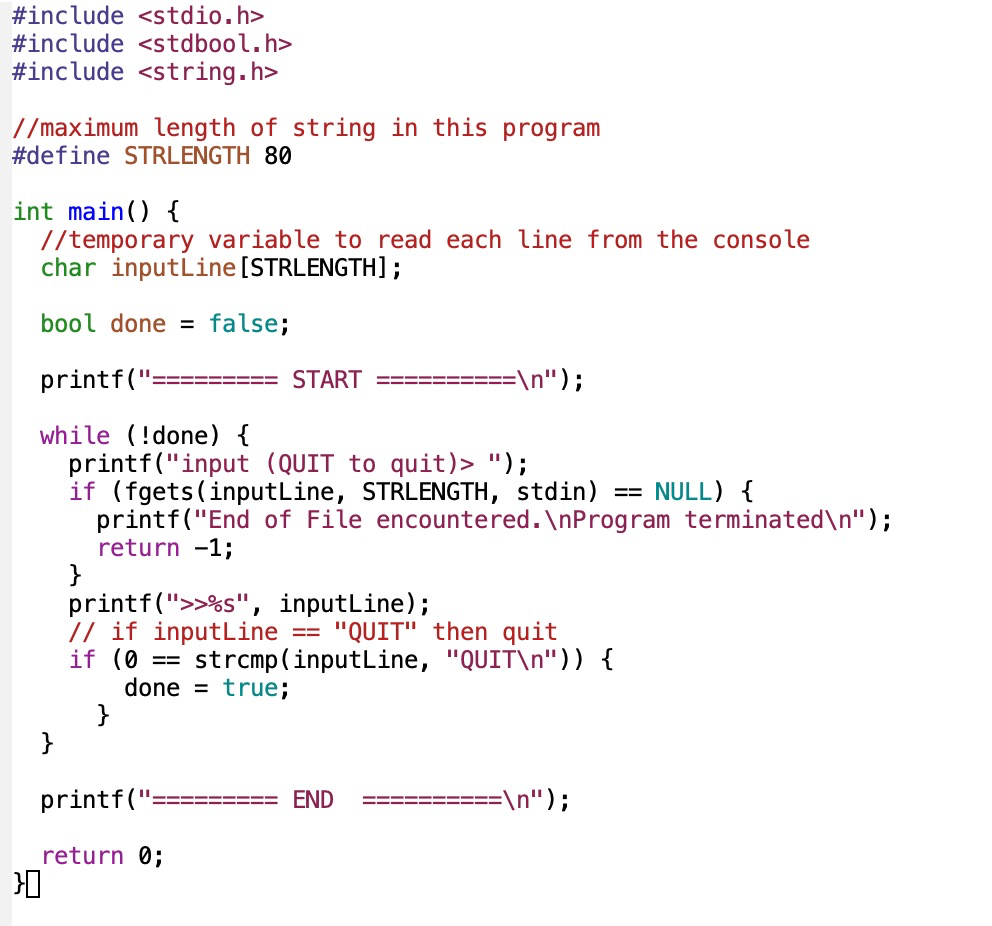 #include <stdio.h>
#include <stdbool.h>
#include <string.h>

//maximum length of string in this program
#define STRLENGTH 80

int main() {
  //temporary variable to read each line from the console
  char inputLine[STRLENGTH];

  bool done = false;

  printf("========= START ==========\n");

  while (!done) {
    printf("input (QUIT to quit)> ");
    if (fgets(inputLine, STRLENGTH, stdin) == NULL) {
      printf("End of File encountered.\nProgram terminated\n");
      return -1;
    }
    printf(">>%s", inputLine);
    // if inputLine == "QUIT" then quit
    if (0 == strcmp(inputLine, "QUIT\n")) {
        done = true;
      }
  }

  printf("========= END  ==========\n");

  return 0;
}